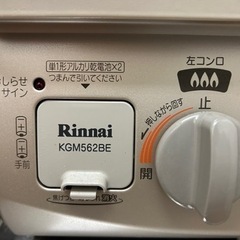 単1形アルカリ乾電池×2
つまんで引いてください
しらせ
サイン
手前
Rinnai
KGM562BE
左コンロ
止
押しながら回す
開